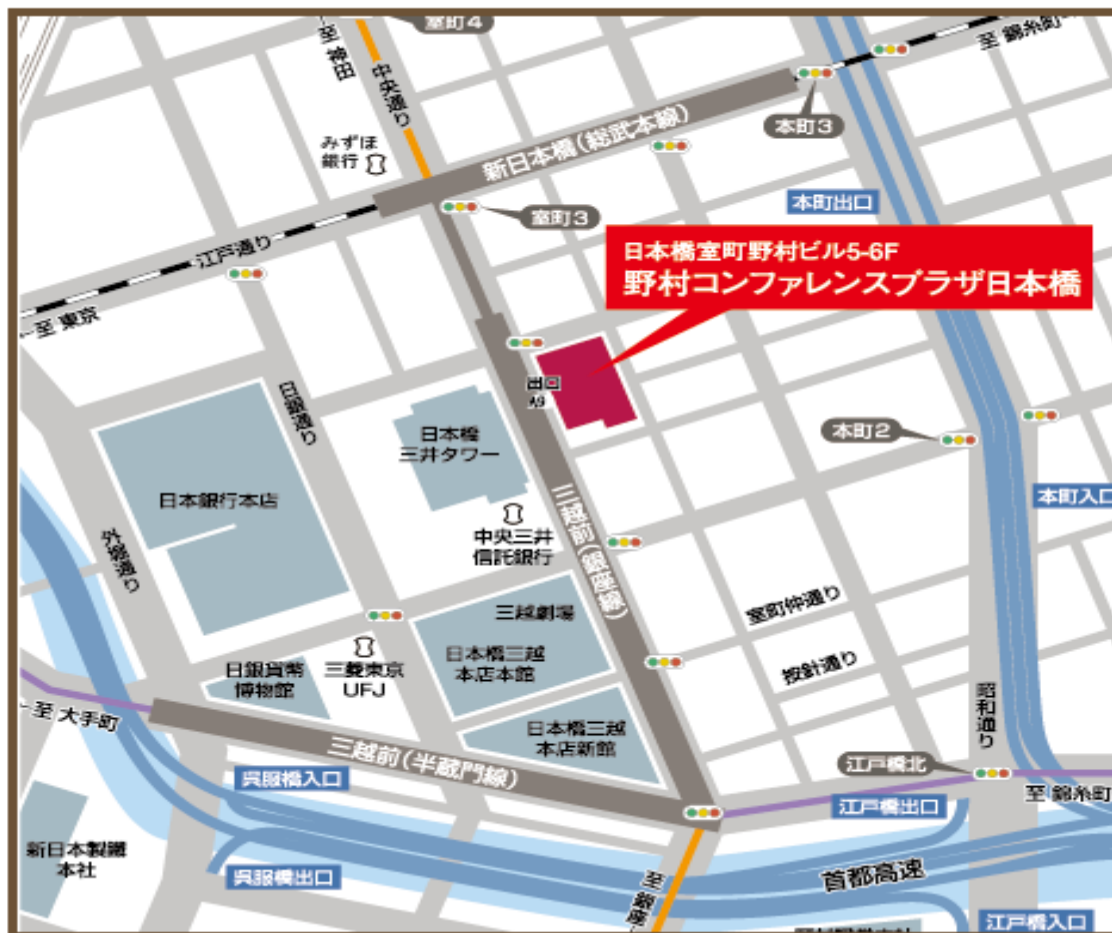 室町4
至 錦糸町
至 神田
中央通り
本町3
みずほ
銀行
新日本橋(総武本線)
本町出口
室町3
江戸通り
日本橋室町野村ビル5-6F
野村コンファレンスプラザ日本橋
←至 東京
出口
A9
日銀通り
日本橋
三井タワー
本町2
日本銀行本店
本町入口
外堀通り
中央三井
信託銀行
三越前(銀座線)
三越劇場
室町仲通り
日本橋三越
本店本館
按針通り
日銀貨幣
博物館
三菱東京
UFJ
昭和通り
←至 大手町
日本橋三越
本店新館
三越前(半蔵門線)
江戸橋北
呉服橋入口
江戸橋出口
至 錦糸町
新日本製鐵
本社
呉服橋出口
首都高速
至 銀座
江戸橋入口